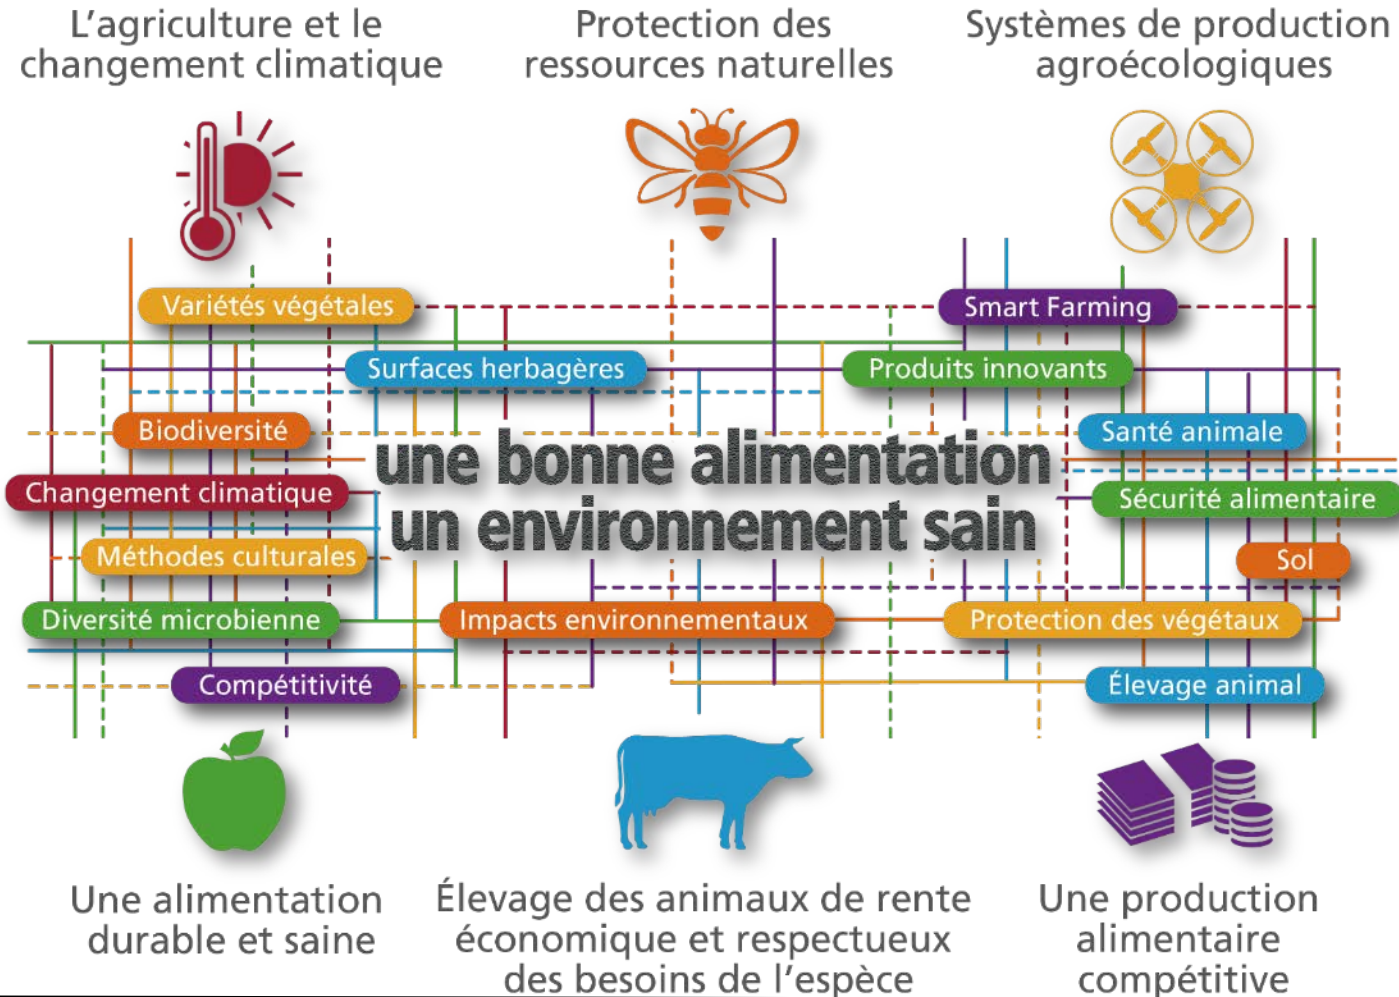 L’agriculture et le
changement climatique
Protection des
ressources naturelles
Systèmes de production
agroécologiques
Variétés végétales
Smart Farming
Surfaces herbagères
Produits innovants
Biodiversité
Santé animale
une bonne alimentation
un environnement sain
Changement climatique
Sécurité alimentaire
Méthodes culturales
Sol
Diversité microbienne
Impacts environnementaux
Protection des végétaux
Compétitivité
Élevage animal
Une alimentation
durable et saine
Élevage des animaux de rente
économique et respectueux
des besoins de l’espèce
Une production
alimentaire
compétitive